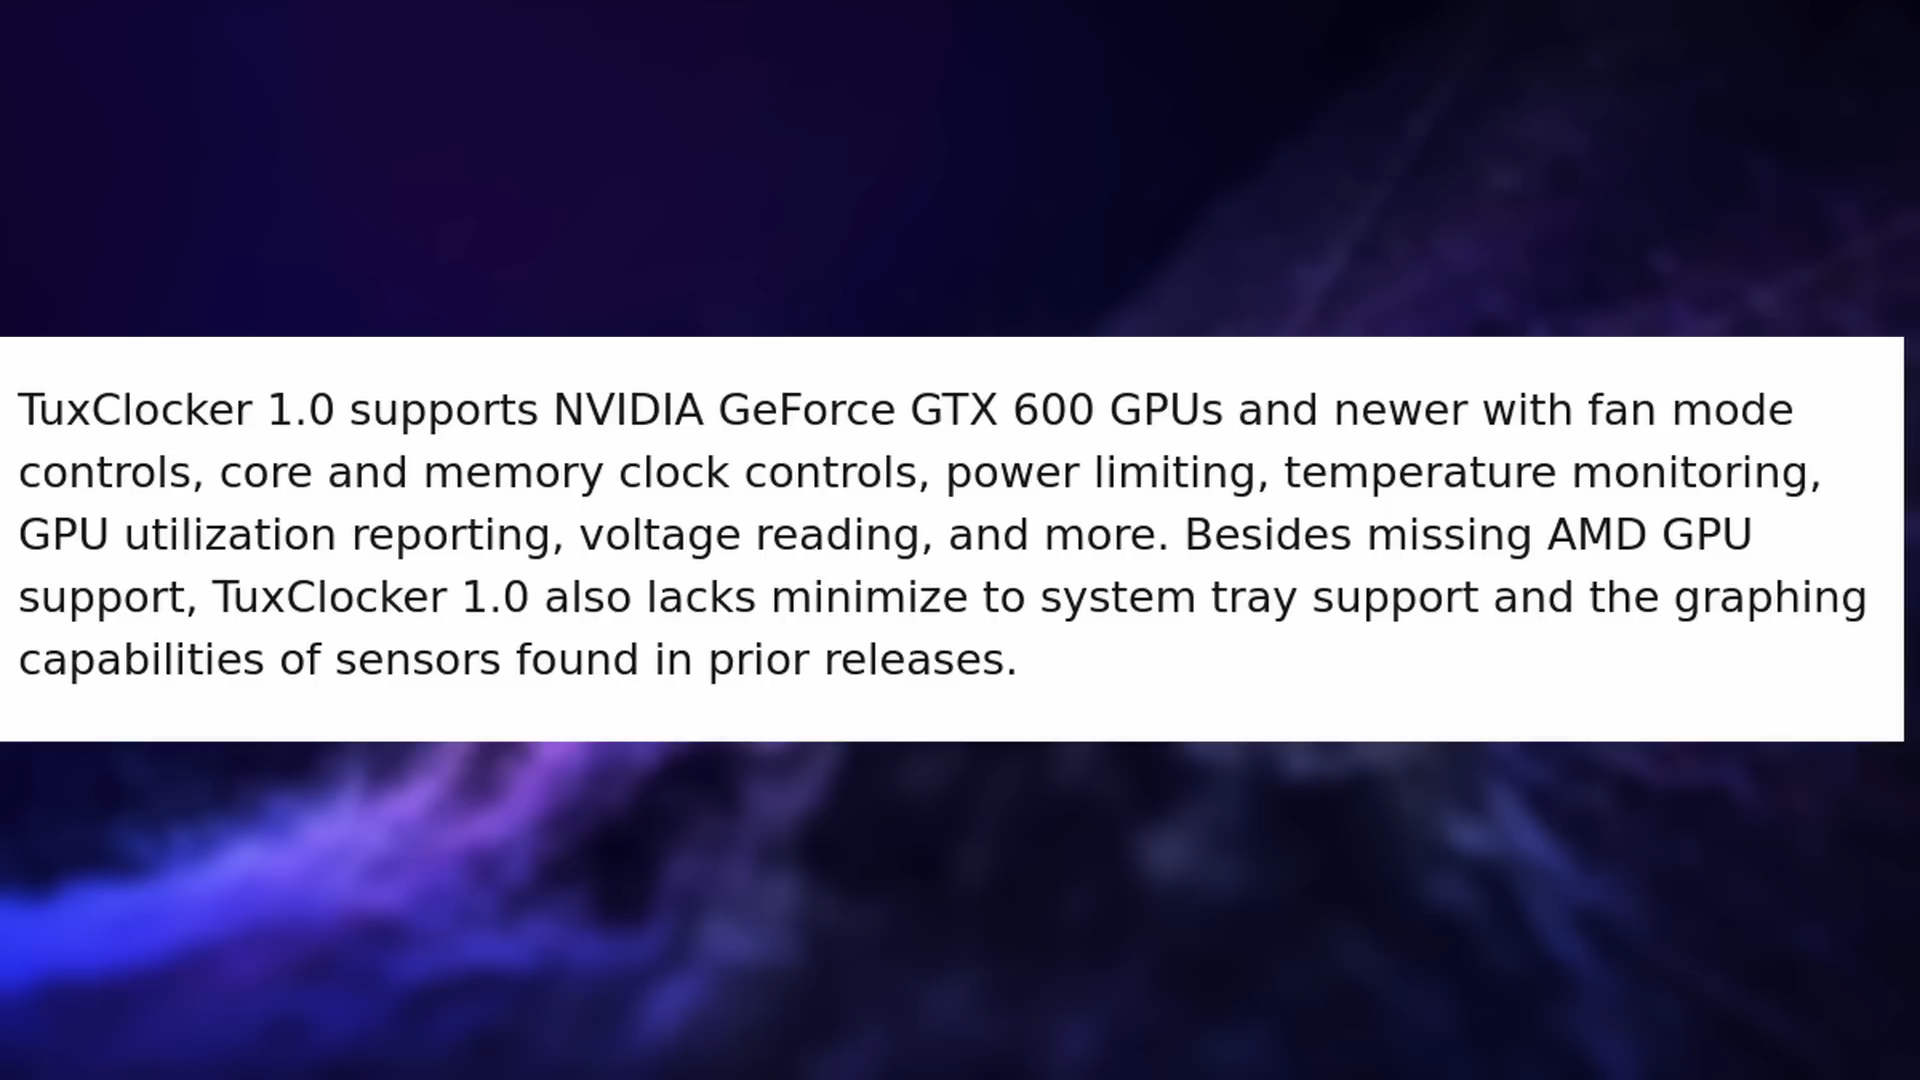 TuxClocker 1.0 supports NVIDIA GeForce GTX 600 GPUs and newer with fan mode
controls, core and memory clock controls, power limiting, temperature monitoring,
GPU utilization reporting, voltage reading, and more. Besides missing AMD GPU
support, TuxClocker 1.0 also lacks minimize to system tray support and the graphing
capabilities of sensors found in prior releases.